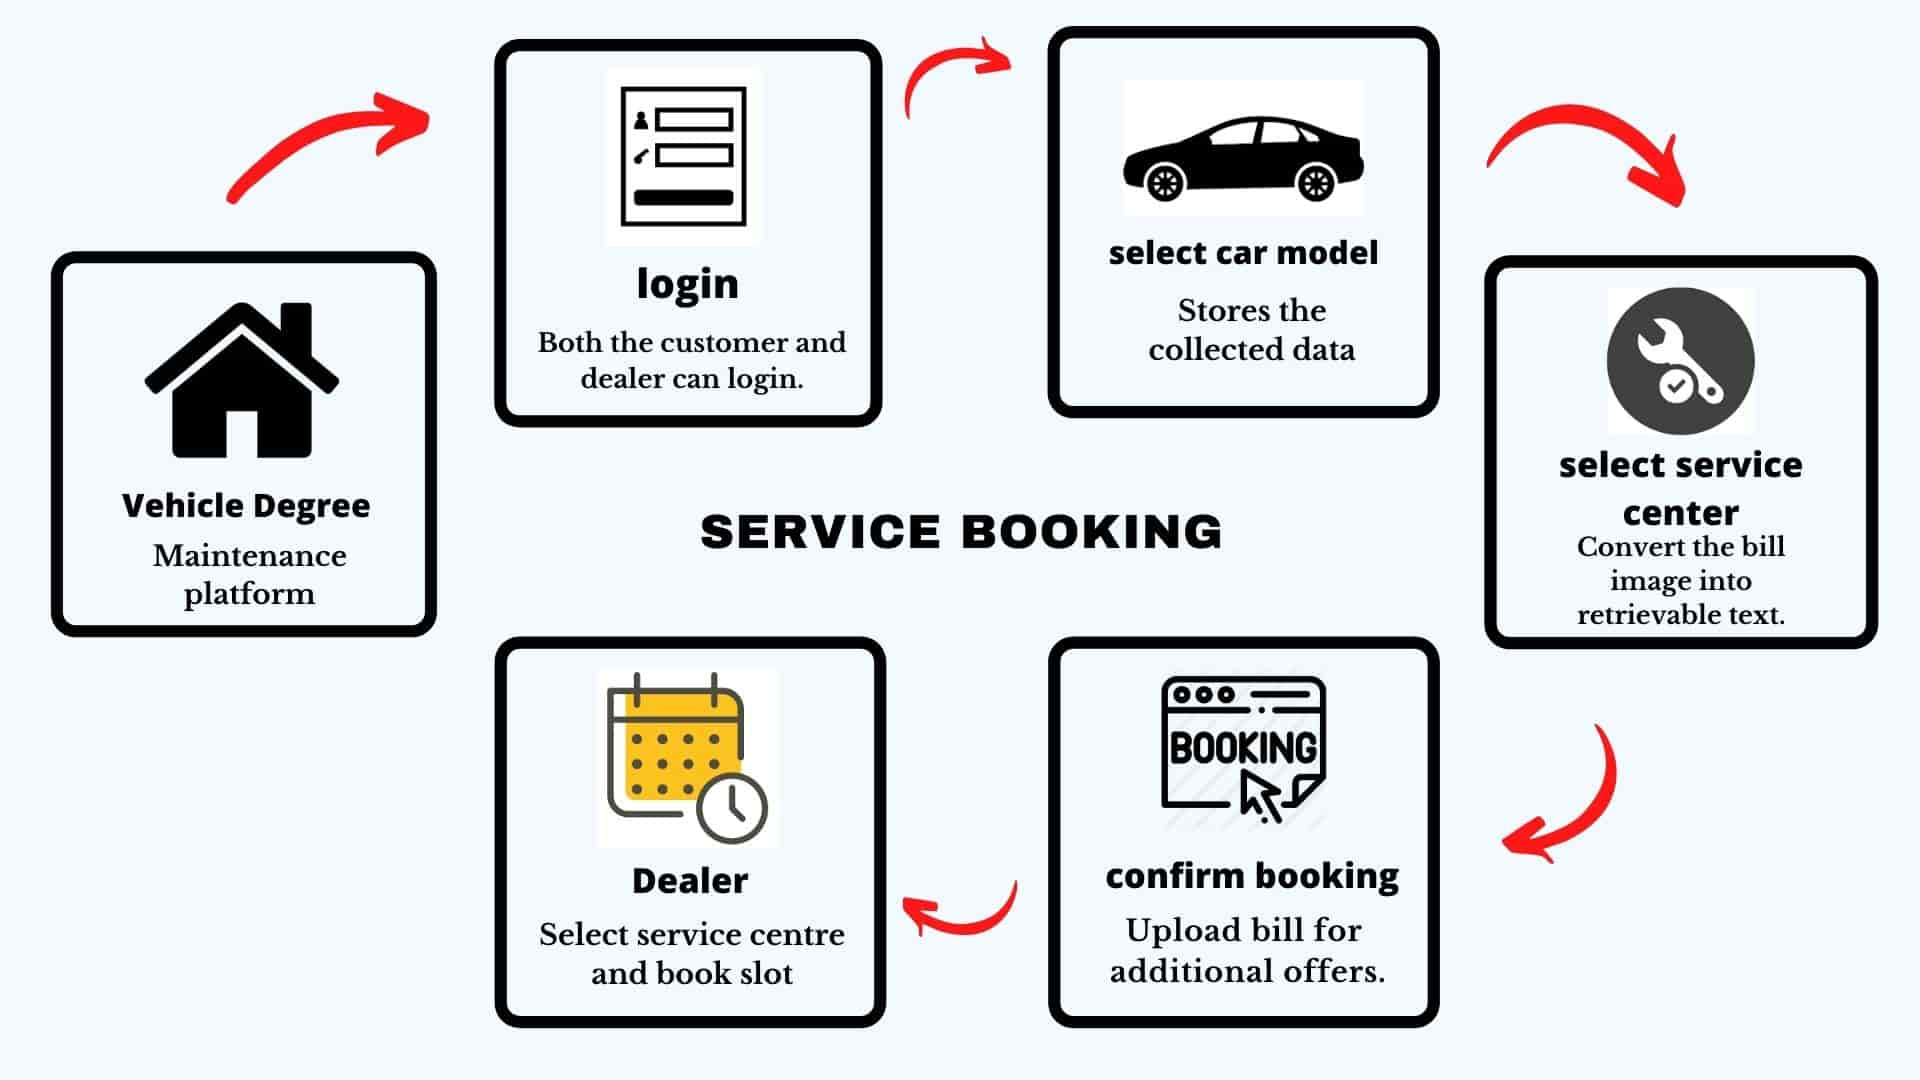 Vehicle Degree
Maintenance
platform
login
Both the customer and
dealer can login.
select car model
Stores the
collected data
select service
center
Convert the bill
image into
retrievable text.
SERVICE BOOKING
BOOKING
confirm booking
Upload bill for
additional offers.
Dealer
Select service centre
and book slot